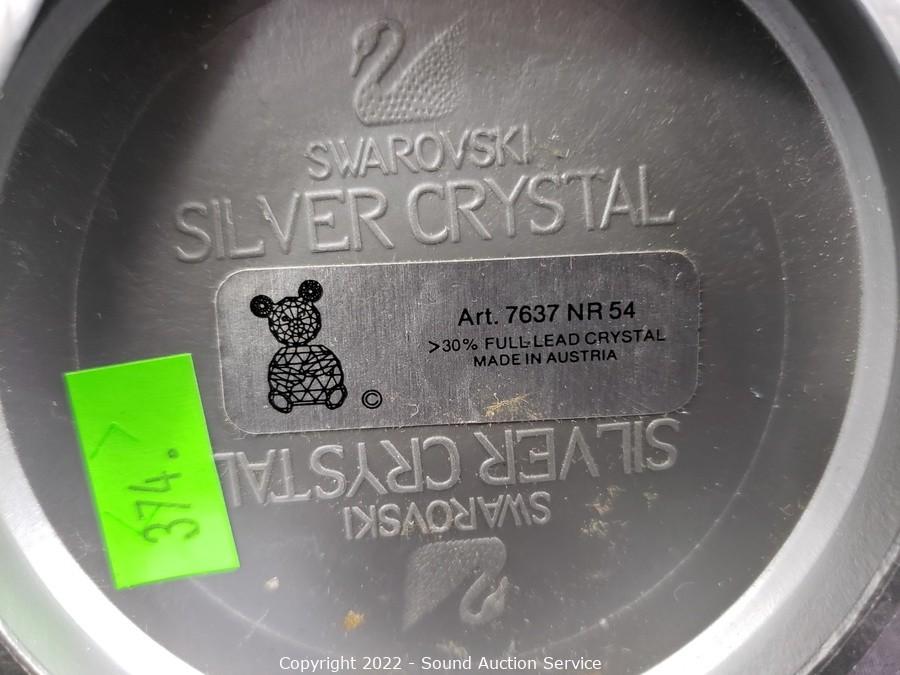 SWAROVSKI
SILVER CRYSTAL
Art. 7637 NR 54
>30% FULL-LEAD CRYSTAL
MADE IN AUSTRIA
©
374.
SILVER CRYSTAL
SWAROVSKI
Copyright 2022 - Sound Auction Service